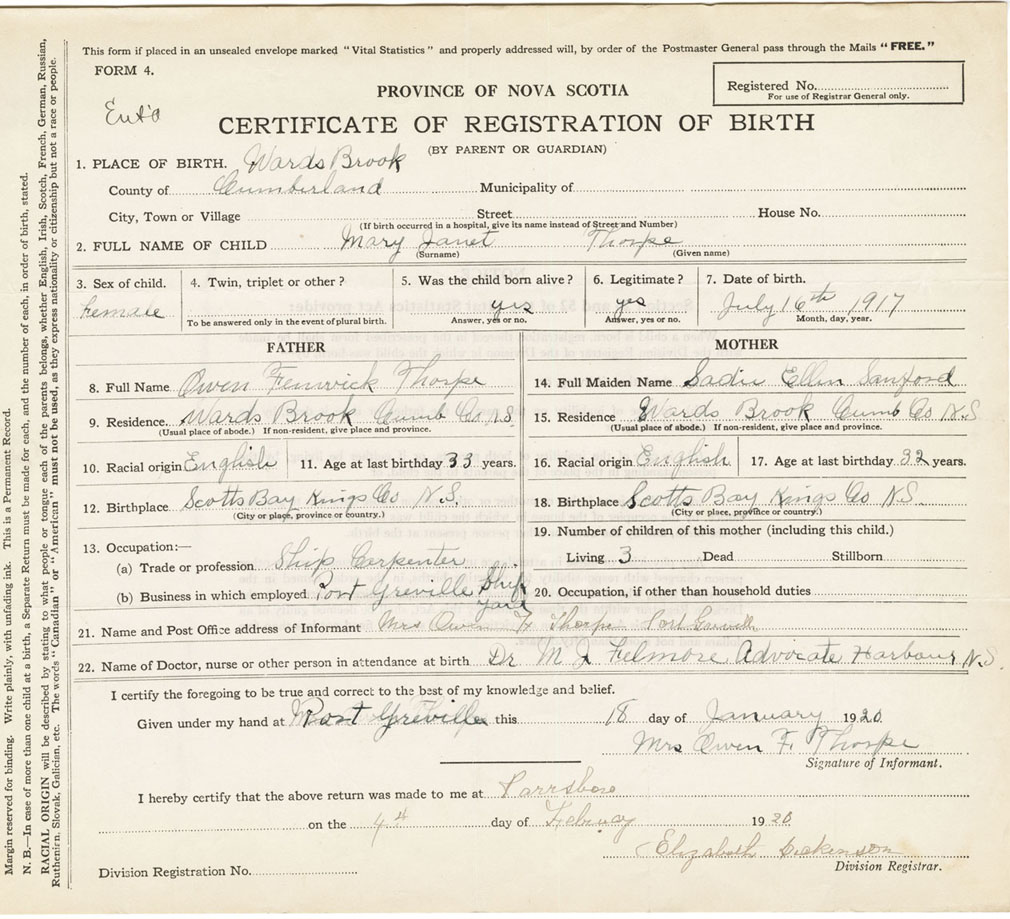 This form if placed in an unsealed envelope marked "Vital Statistics" and properly addressed will, by order of the Postmaster General pass through the Mails "FREE."
FORM 4.
Registered No.
For use of Registrar General only.
PROVINCE OF NOVA SCOTIA
Ent'd
CERTIFICATE OF REGISTRATION OF BIRTH
(BY PARENT OR GUARDIAN)
1. PLACE OF BIRTH. Wards Brook
County of Cumberland Municipality of
City, Town or Village Street House No.
(If birth occurred in a hospital, give its name instead of Street and Number)
2. FULL NAME OF CHILD Mary Janet Thorpe
(Surname) (Given name)
3. Sex of child. 4. Twin, triplet or other? 5. Was the child born alive? 6. Legitimate? 7. Date of birth.
Female yes yes July 16th 1917
To be answered only in the event of plural birth. Answer, yes or no. Answer, yes or no. Month, day, year.
FATHER
8. Full Name Owen Fenwick Thorpe
9. Residence. Wards Brook Cumb Co N.S
(Usual place of abode.) If non-resident, give place and province.
10. Racial origin English 11. Age at last birthday 33 years.
12. Birthplace Scotts Bay Kings Co N.S.
(City or place, province or country.)
13. Occupation:—
(a) Trade or profession Ship Carpenter
(b) Business in which employed Port Greville Ship
yard
MOTHER
14. Full Maiden Name Sadie Ellen Sanford
15. Residence Wards Brook Cumb Co N.S
(Usual place of abode.) If non-resident, give place and province.
16. Racial origin English 17. Age at last birthday 32 years.
18. Birthplace Scotts Bay Kings Co N.S.
(City or place, province or country.)
19. Number of children of this mother (including this child.)
Living 3 Dead Stillborn
20. Occupation, if other than household duties
21. Name and Post Office address of Informant Mrs Owen F Thorpe Port Greville
22. Name of Doctor, nurse or other person in attendance at birth Dr M J Felmore Advocate Harbour N.S.
I certify the foregoing to be true and correct to the best of my knowledge and belief.
Given under my hand at Port Greville this 18 day of January 1920
Mrs Owen F. Thorpe
Signature of Informant.
I hereby certify that the above return was made to me at Parrsboro
on the day of February 1920
Elizabeth Dickinson
Division Registration No. Division Registrar.
Margin reserved for binding. Write plainly, with unfading ink. This is a Permanent Record.
N. B.—In case of more than one child at a birth, a Separate Return must be made for each, and the number of each, in order of birth, stated.
RACIAL ORIGIN will be described by stating to what people or tongue each of the parents belongs, whether English, Irish, Scotch, French, German, Russian,
Ruthenirn, Slovak, Galician, etc. The words "Canadian" or "American" must not be used, as they express nationality or citizenship but not a race or people.